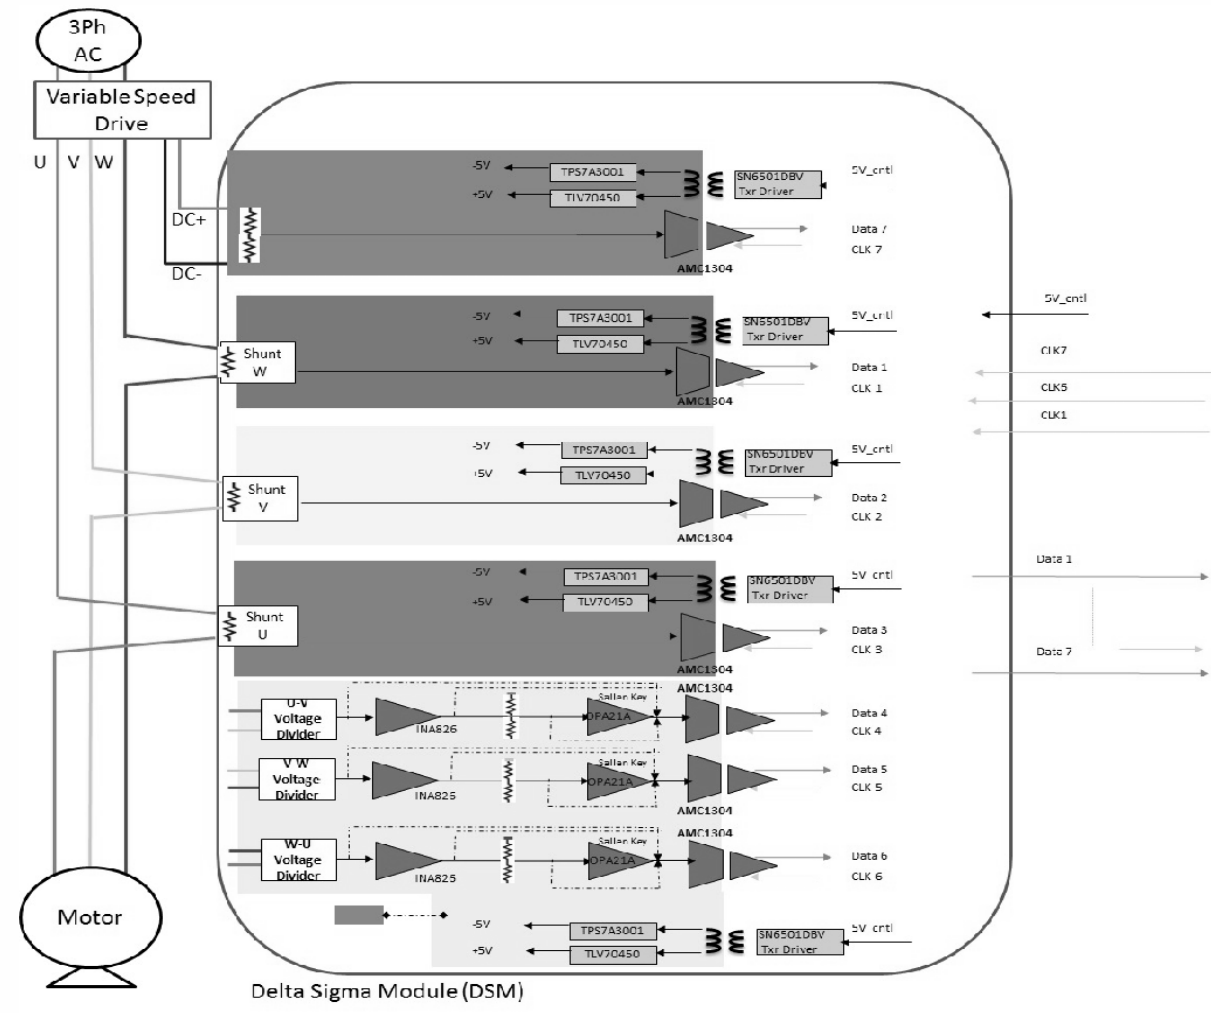 3Ph
AC
Variable Speed
Drive
U V W
DC+
DC-
-5V
TPS7A3001
+5V
TLV70450
SN6501DBV
Txr Driver
5V_cntl
Data 7
CLK 7
AMC1304
-5V
TPS7A3001
+5V
TLV70450
SN6501DBV
Txr Driver
5V_cntl
Shunt
W
Data 1
CLK 1
AMC1304
-5V
TPS7A3001
+5V
TLV70450
SN6501DBV
Txr Driver
5V_cntl
Shunt
V
Data 2
CLK 2
AMC1304
-5V
TPS7A3001
+5V
TLV70450
SN6501DBV
Txr Driver
5V_cntl
Shunt
U
Data 3
CLK 3
AMC1304
AMC1304
U-V
Voltage
Divider
INA826
Sallen Key
OPA21A
Data 4
CLK 4
V W
Voltage
Divider
INA825
Sallen Key
OPA21A
Data 5
CLK 5
AMC1304
AMC1304
W-U
Voltage
Divider
INA825
Sallen Key
OPA21A
Data 6
CLK 6
-5V
TPS7A3001
+5V
TLV70450
SN6501DBV
Txr Driver
5V_cntl
5V_cntl
CLK7
CLK5
CLK1
Data 1
Data 7
Motor
Delta Sigma Module (DSM)